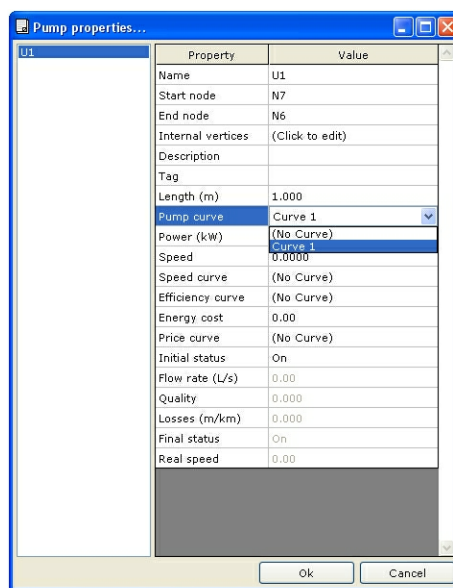 Pump properties...
U1
Property Value
Name U1
Start node N7
End node N6
Internal vertices (Click to edit)
Description
Tag
Length (m) 1.000
Pump curve Curve 1
Power (kW) (No Curve)
Curve 1
Speed 0.0000
Speed curve (No Curve)
Efficiency curve (No Curve)
Energy cost 0.00
Price curve (No Curve)
Initial status On
Flow rate (L/s) 0.00
Quality 0.000
Losses (m/km) 0.000
Final status On
Real speed 0.00
Ok Cancel